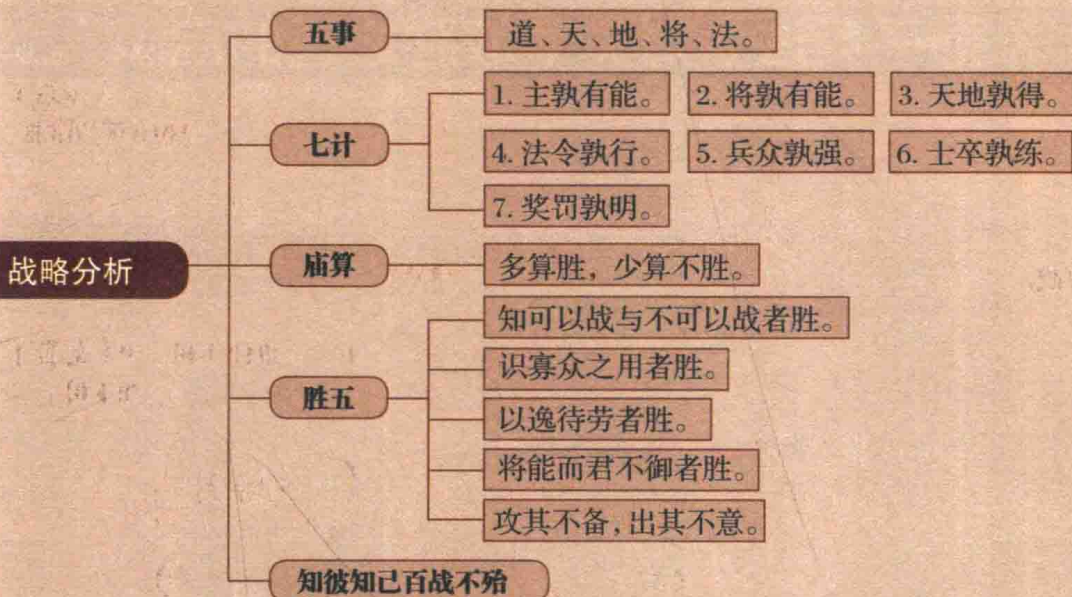 战略分析
五事
道、天、地、将、法。
七计
1. 主孰有能。
2. 将孰有能。
3. 天地孰得。
4. 法令孰行。
5. 兵众孰强。
6. 士卒孰练。
7. 奖罚孰明。
庙算
多算胜，少算不胜。
胜五
知可以战与不可以战者胜。
识寡众之用者胜。
以逸待劳者胜。
将能而君不御者胜。
攻其不备，出其不意。
知彼知己百战不殆